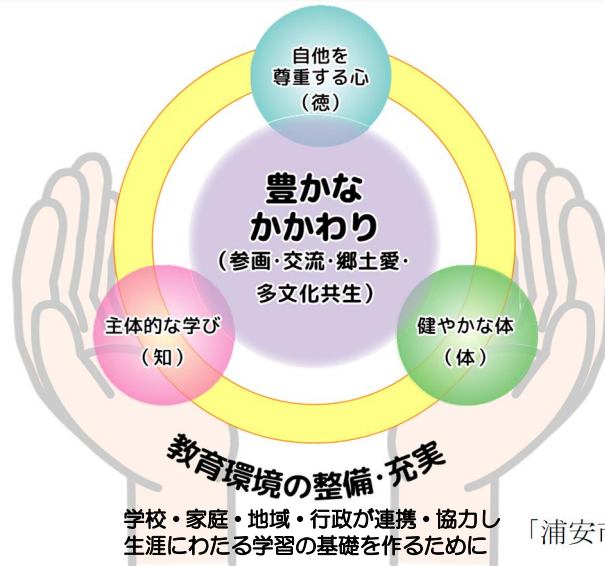 自他を
尊重する心
（徳）
豊かな
かかわり
（参画・交流・郷土愛・
多文化共生）
主体的な学び
（知）
健やかな体
（体）
教育環境の整備・充実
学校・家庭・地域・行政が連携・協力し
生涯にわたる学習の基礎を作るために
「浦安